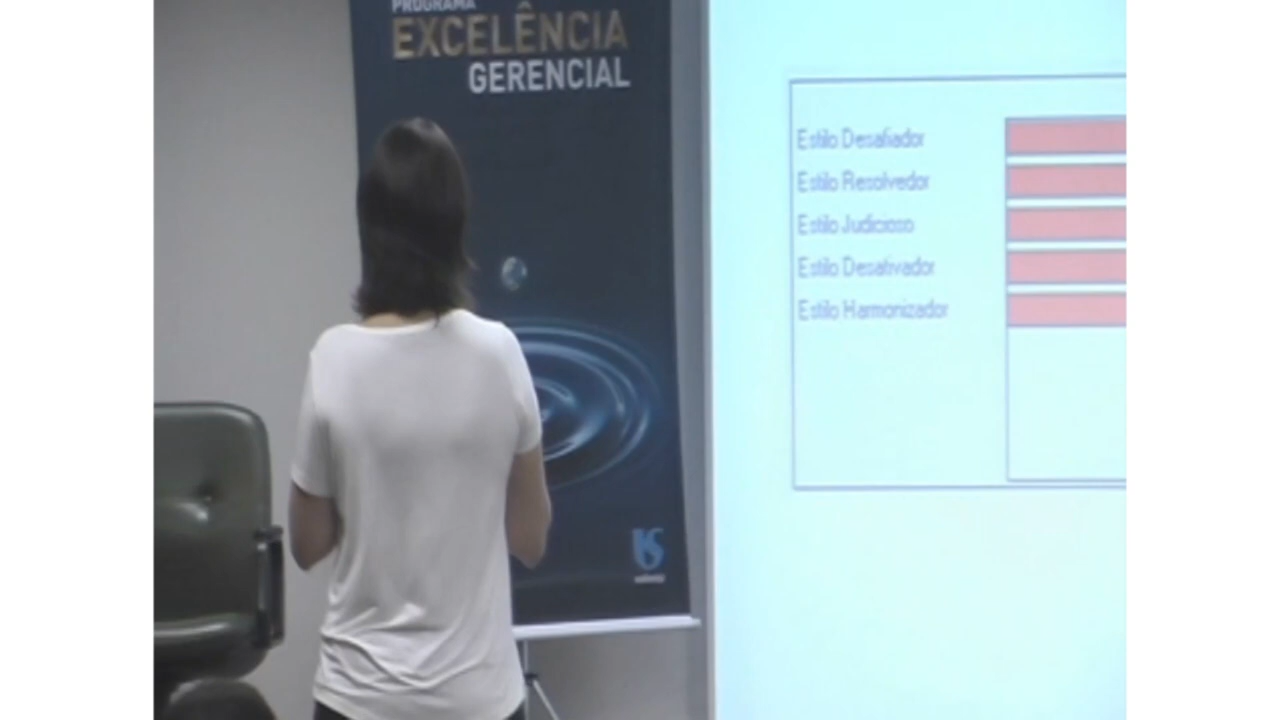 PROGRAMA
EXCELÊNCIA
GERENCIAL
Estilo Desafiador
Estilo Resolvedor
Estilo Judicioso
Estilo Desativador
Estilo Harmonizador